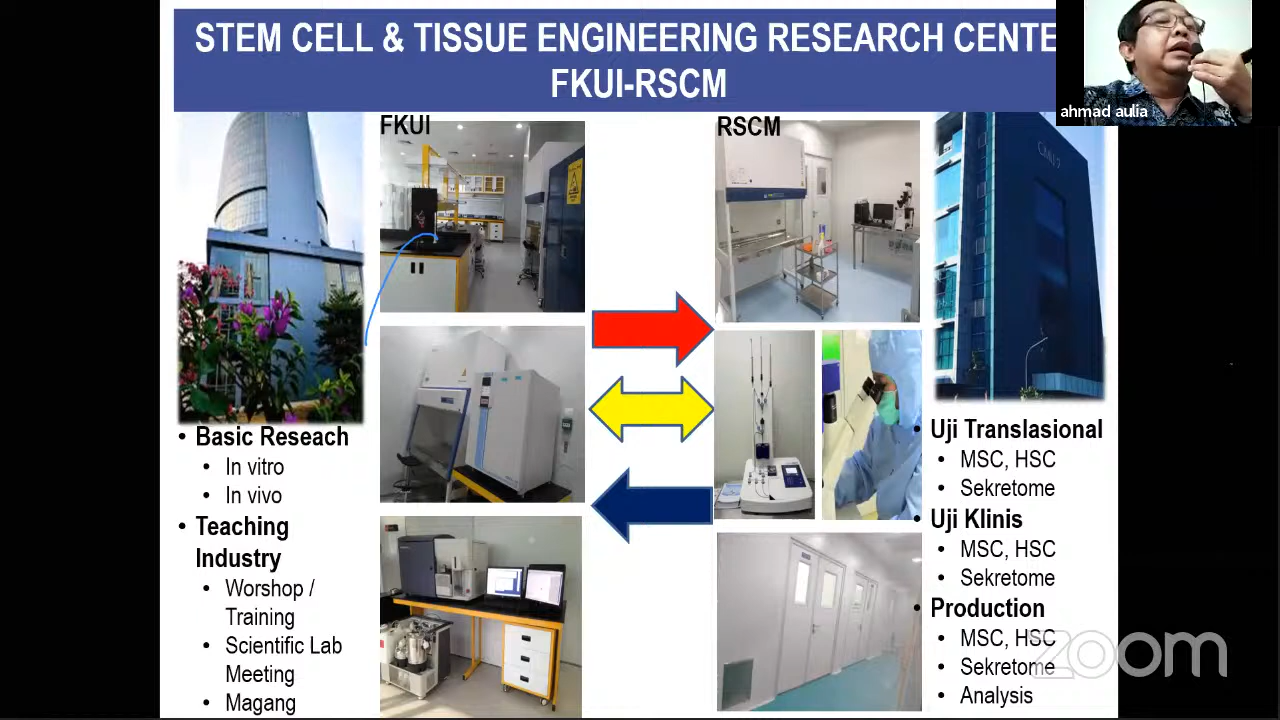 STEM CELL & TISSUE ENGINEERING RESEARCH CENTE
FKUI-RSCM
ahmad aulia
FKUI
RSCM
• Basic Reseach
• In vitro
• In vivo
• Teaching
Industry
• Worshop /
Training
• Scientific Lab
Meeting
• Magang
• Uji Translasional
• MSC, HSC
• Sekretome
• Uji Klinis
• MSC, HSC
• Sekretome
• Production
• MSC, HSC
• Sekretome
• Analysis
zoom